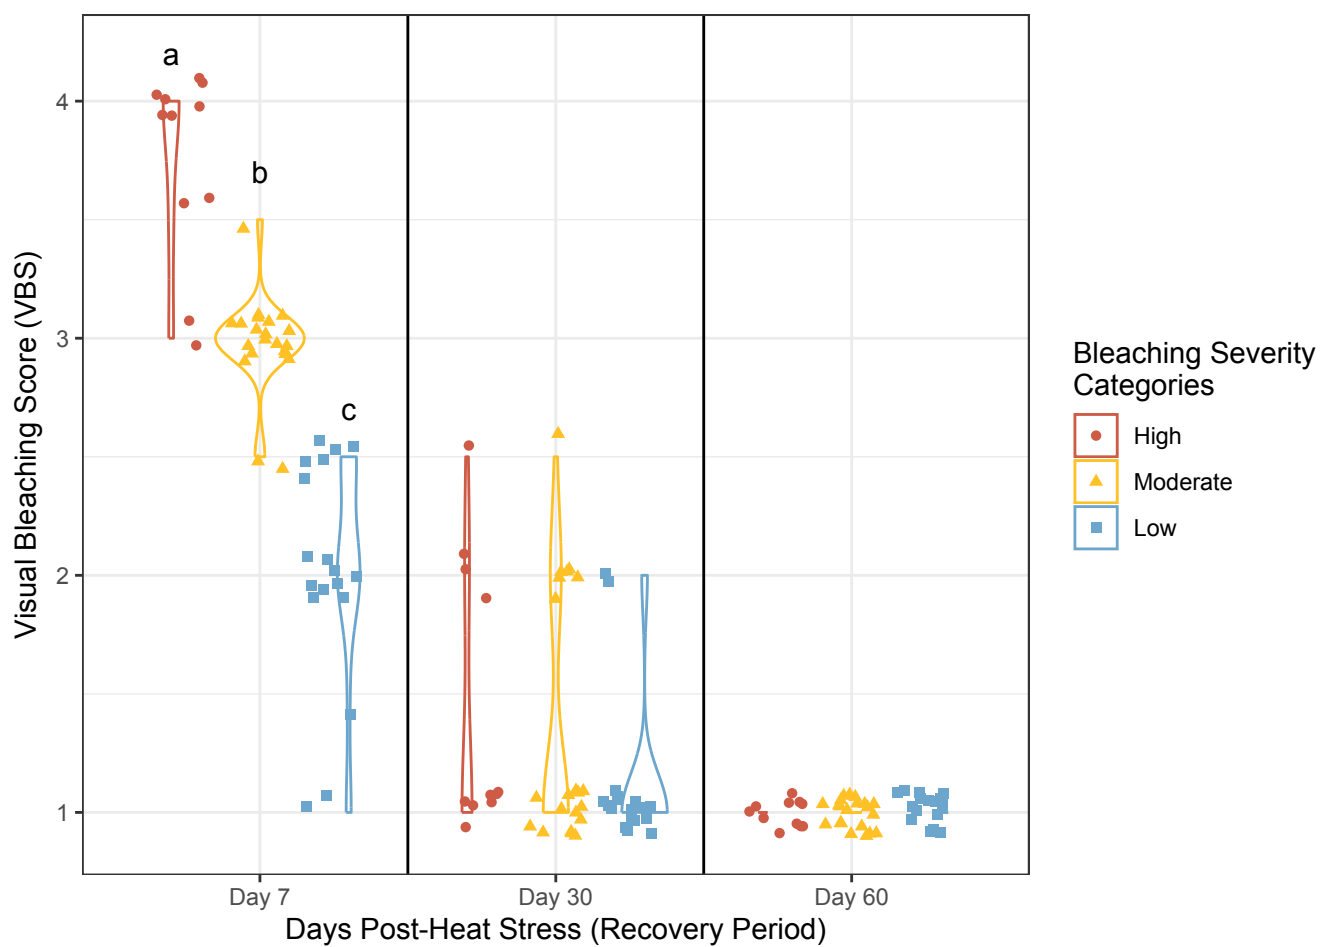 a
b
c
4
3
2
1
Visual Bleaching Score (VBS)
Day 7
Day 30
Day 60
Days Post-Heat Stress (Recovery Period)
Bleaching Severity
Categories
High
Moderate
Low